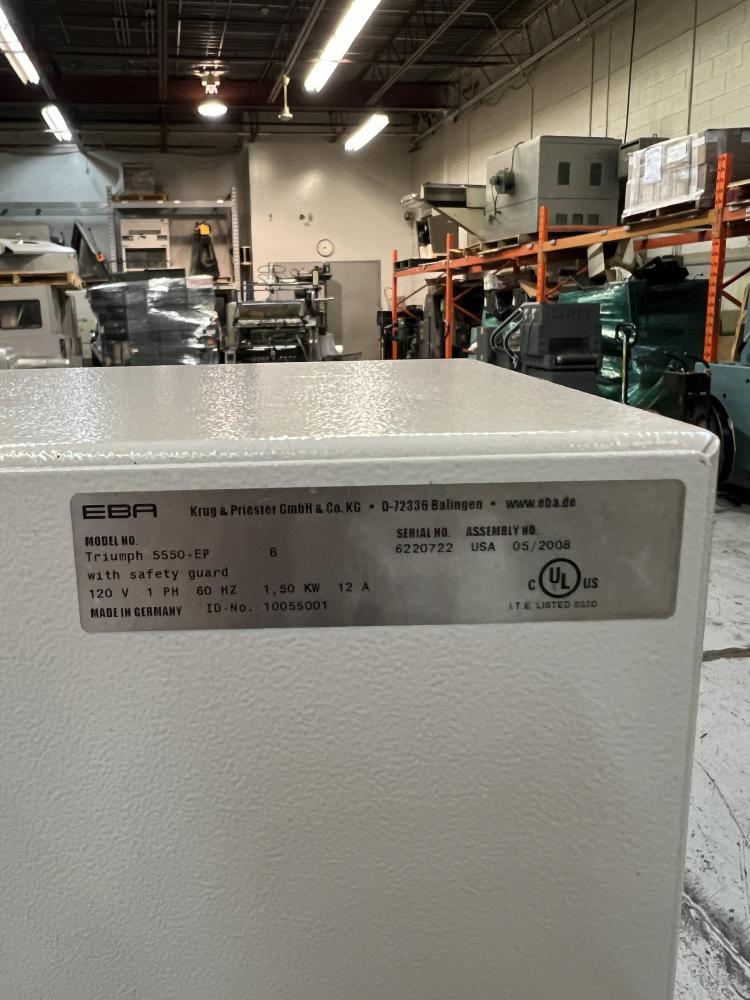 EBA Krug & Priester GmbH & Co. KG • D-72336 Balingen • www.eba.de
MODEL NO. SERIAL NO. ASSEMBLY NO.
Triumph 5550-EP B 6220722 USA 05/2008
with safety guard
120 V 1 PH 60 HZ 1,50 KW 12 A
MADE IN GERMANY ID-No. 10055001
C UL US
I.T.E. LISTED